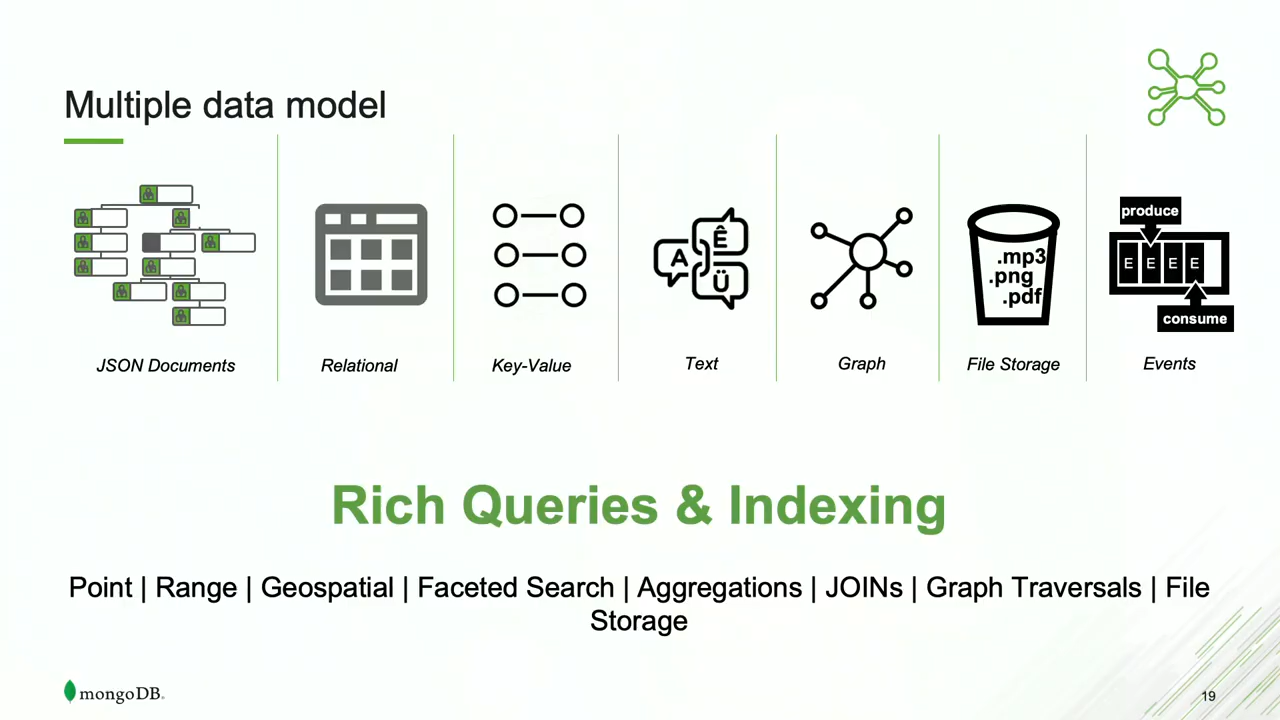 Multiple data model
A
Ê
Ü
.mp3
.png
.pdf
produce
E E E E
consume
JSON Documents
Relational
Key-Value
Text
Graph
File Storage
Events
Rich Queries & Indexing
Point | Range | Geospatial | Faceted Search | Aggregations | JOINs | Graph Traversals | File
Storage
mongoDB.
19